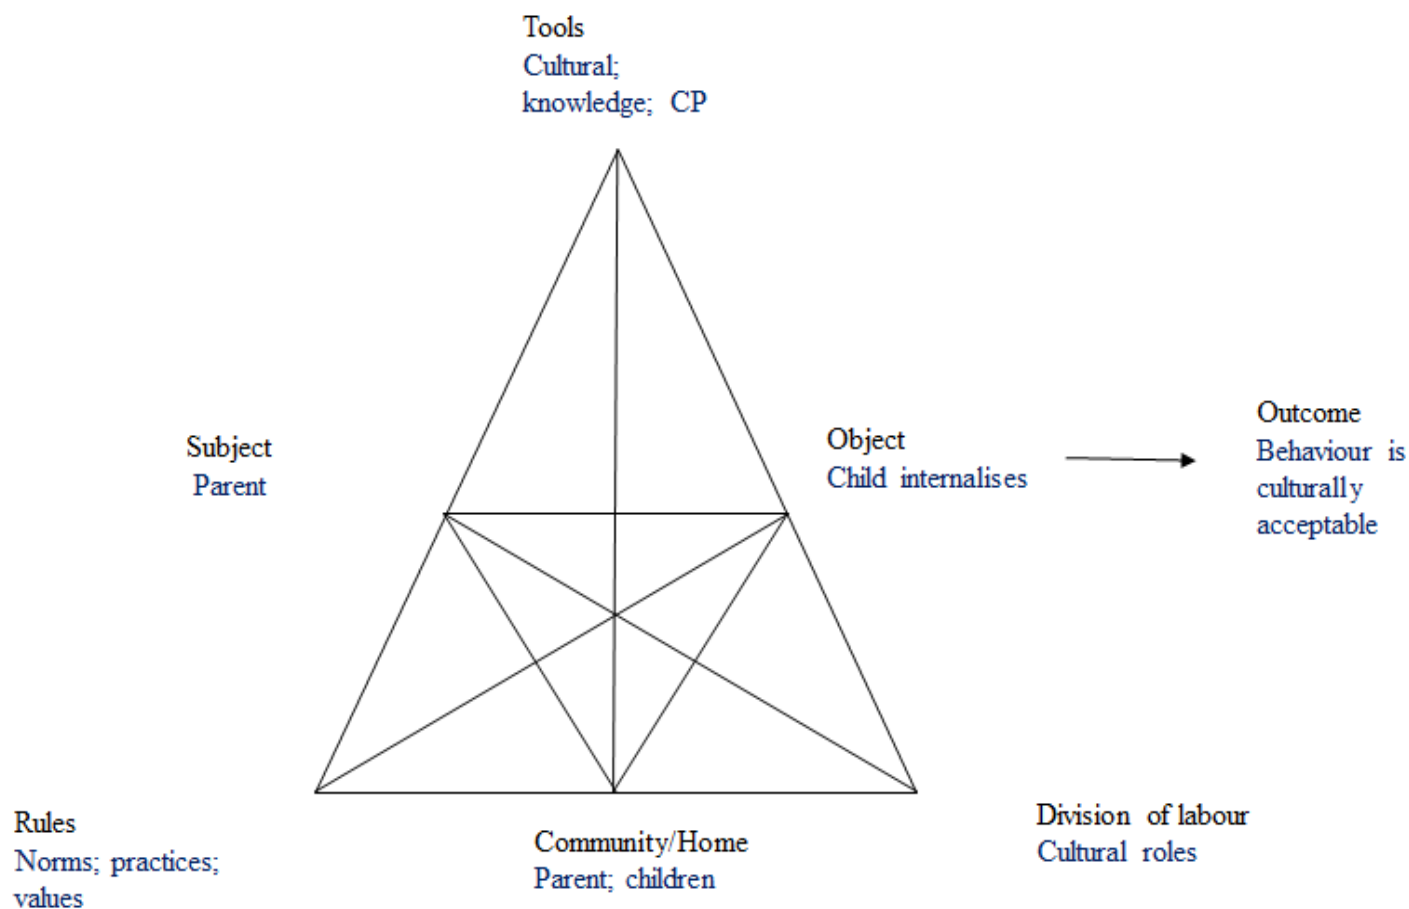 Tools
Cultural;
knowledge; CP
Subject
Parent
Object
Child internalises
Outcome
Behaviour is
culturally
acceptable
Rules
Norms; practices;
values
Community/Home
Parent; children
Division of labour
Cultural roles